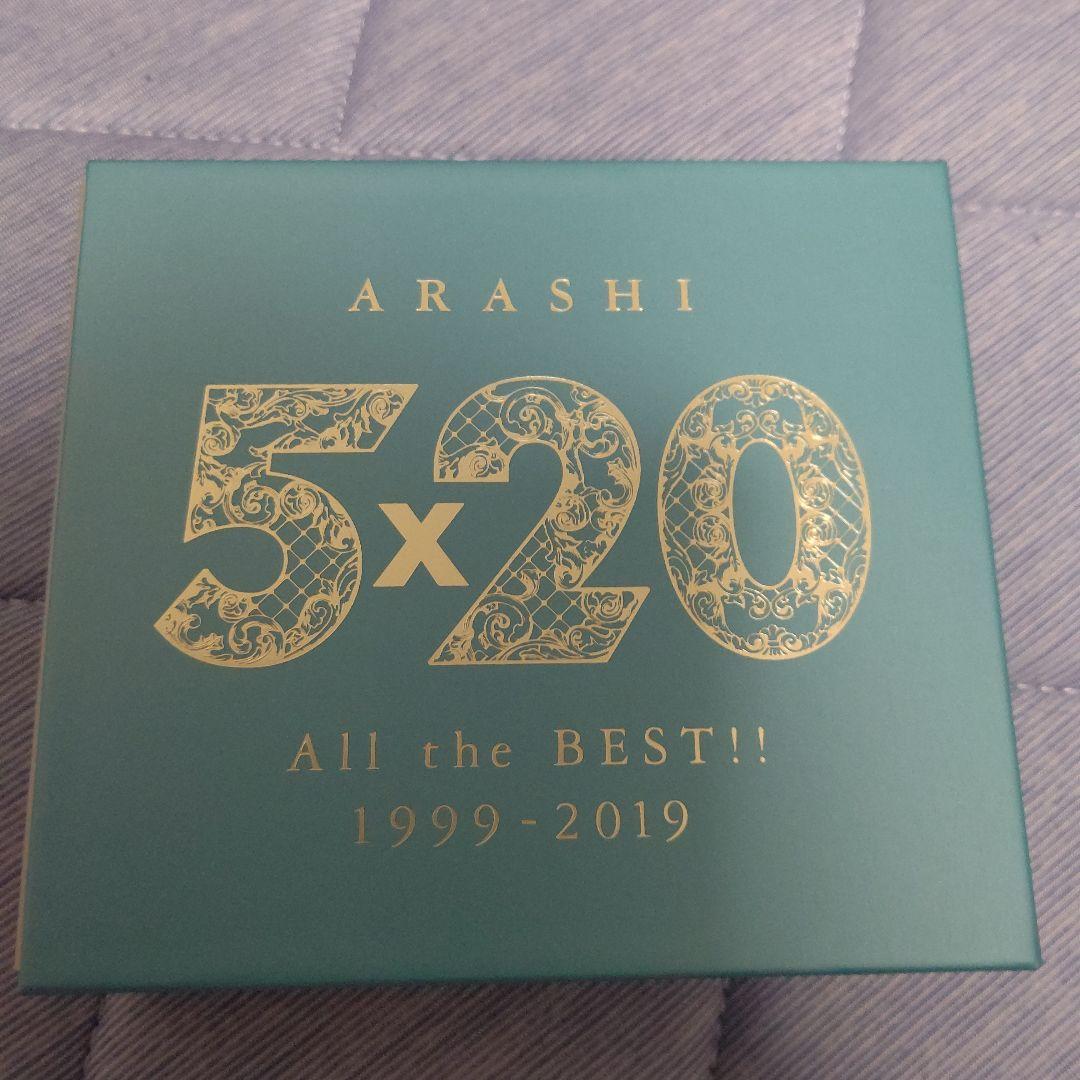 ARASHI
5x20
All the BEST!!
1999-2019